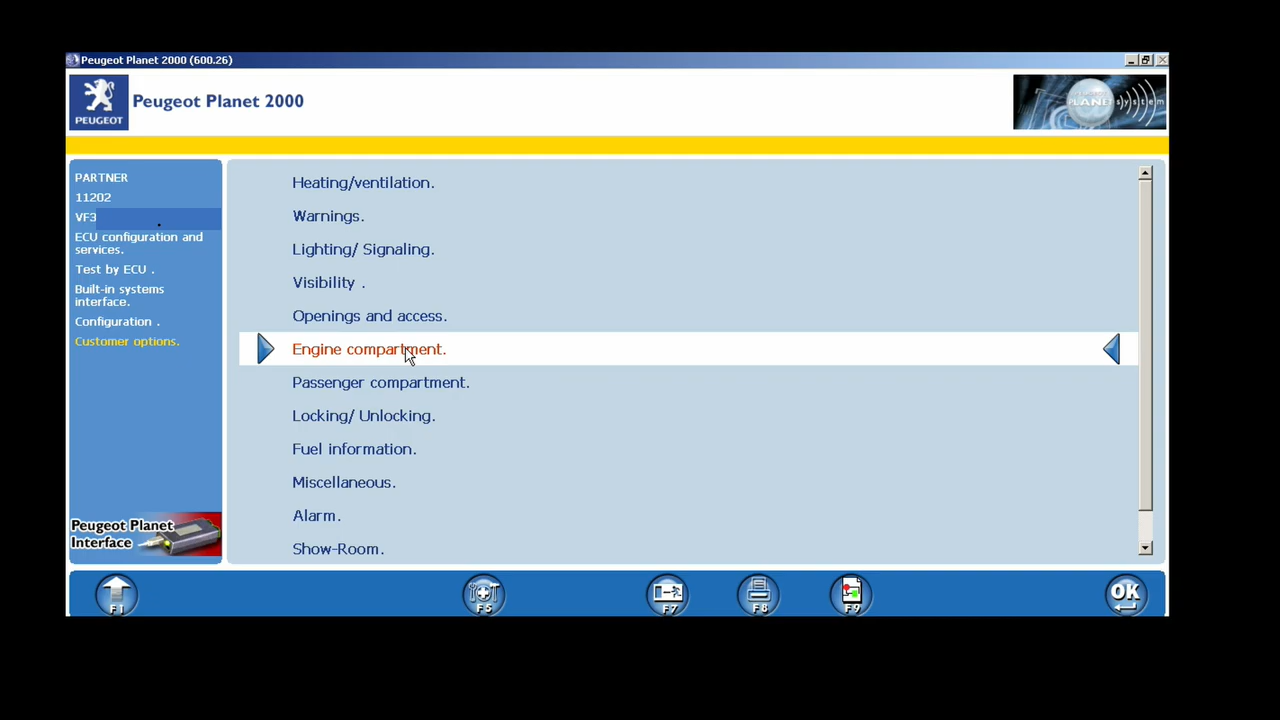 Peugeot Planet 2000 (600.26)
PEUGEOT
Peugeot Planet 2000
PLANET system
PARTNER
11202
VF3
ECU configuration and
services.
Test by ECU .
Built-in systems
interface.
Configuration .
Customer options.
Heating/ventilation.
Warnings.
Lighting/ Signaling.
Visibility .
Openings and access.
Engine compartment.
Passenger compartment.
Locking/ Unlocking.
Fuel information.
Miscellaneous.
Alarm.
Show-Room.
Peugeot Planet
Interface
F1
F5
F7
F8
F9
OK